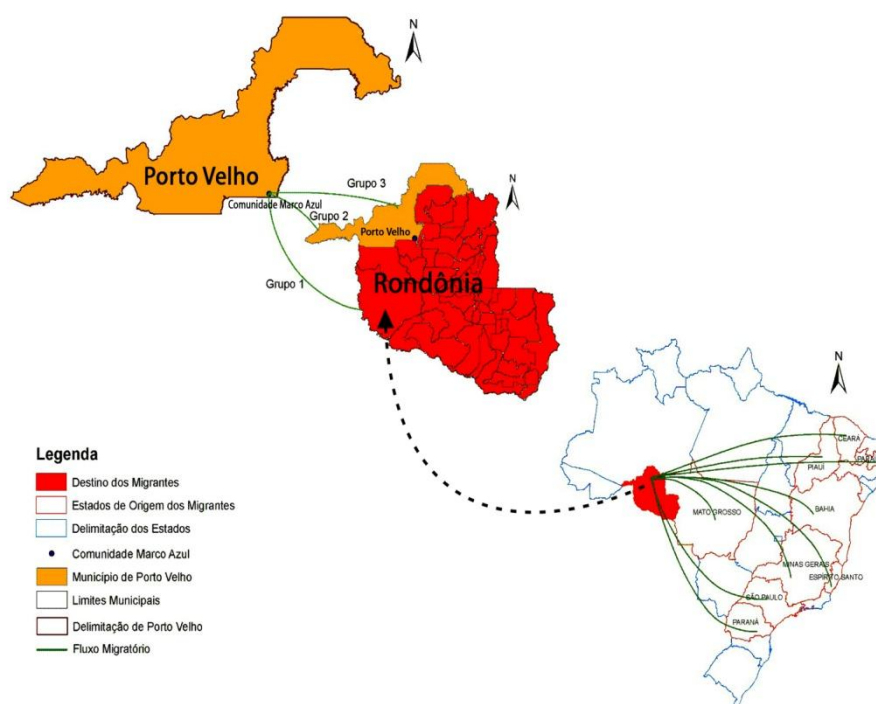 N
Porto Velho
Comunidade Marco Azul
Grupo 3
Grupo 2
Grupo 1
N
Porto Velho
Rondônia
N
CEARÁ
PIAUÍ
BAHIA
MATO GROSSO
MINAS GERAIS
ESPÍRITO SANTO
SÃO PAULO
PARANÁ
Legenda
Destino dos Migrantes
Estados de Origem dos Migrantes
Delimitação dos Estados
Comunidade Marco Azul
Município de Porto Velho
Limites Municipais
Delimitação de Porto Velho
Fluxo Migratório